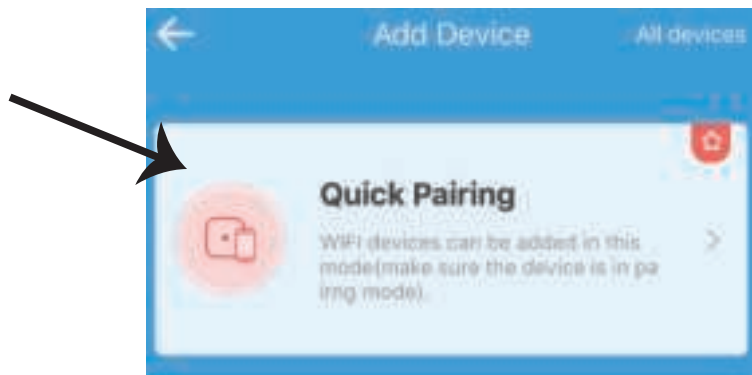 Add Device All devices
Quick Pairing
WIFI devices can be added in this
mode(make sure the device is in pa
irng mode).